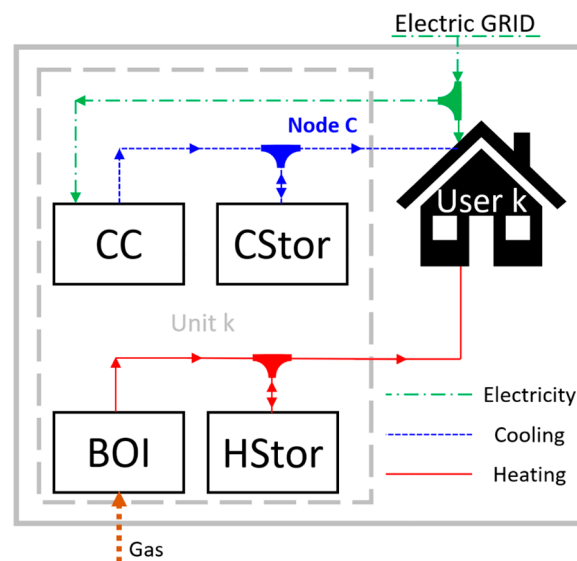 Electric GRID
Node C
User k
CC
CStor
Unit k
Electricity
Cooling
BOI
HStor
Heating
Gas